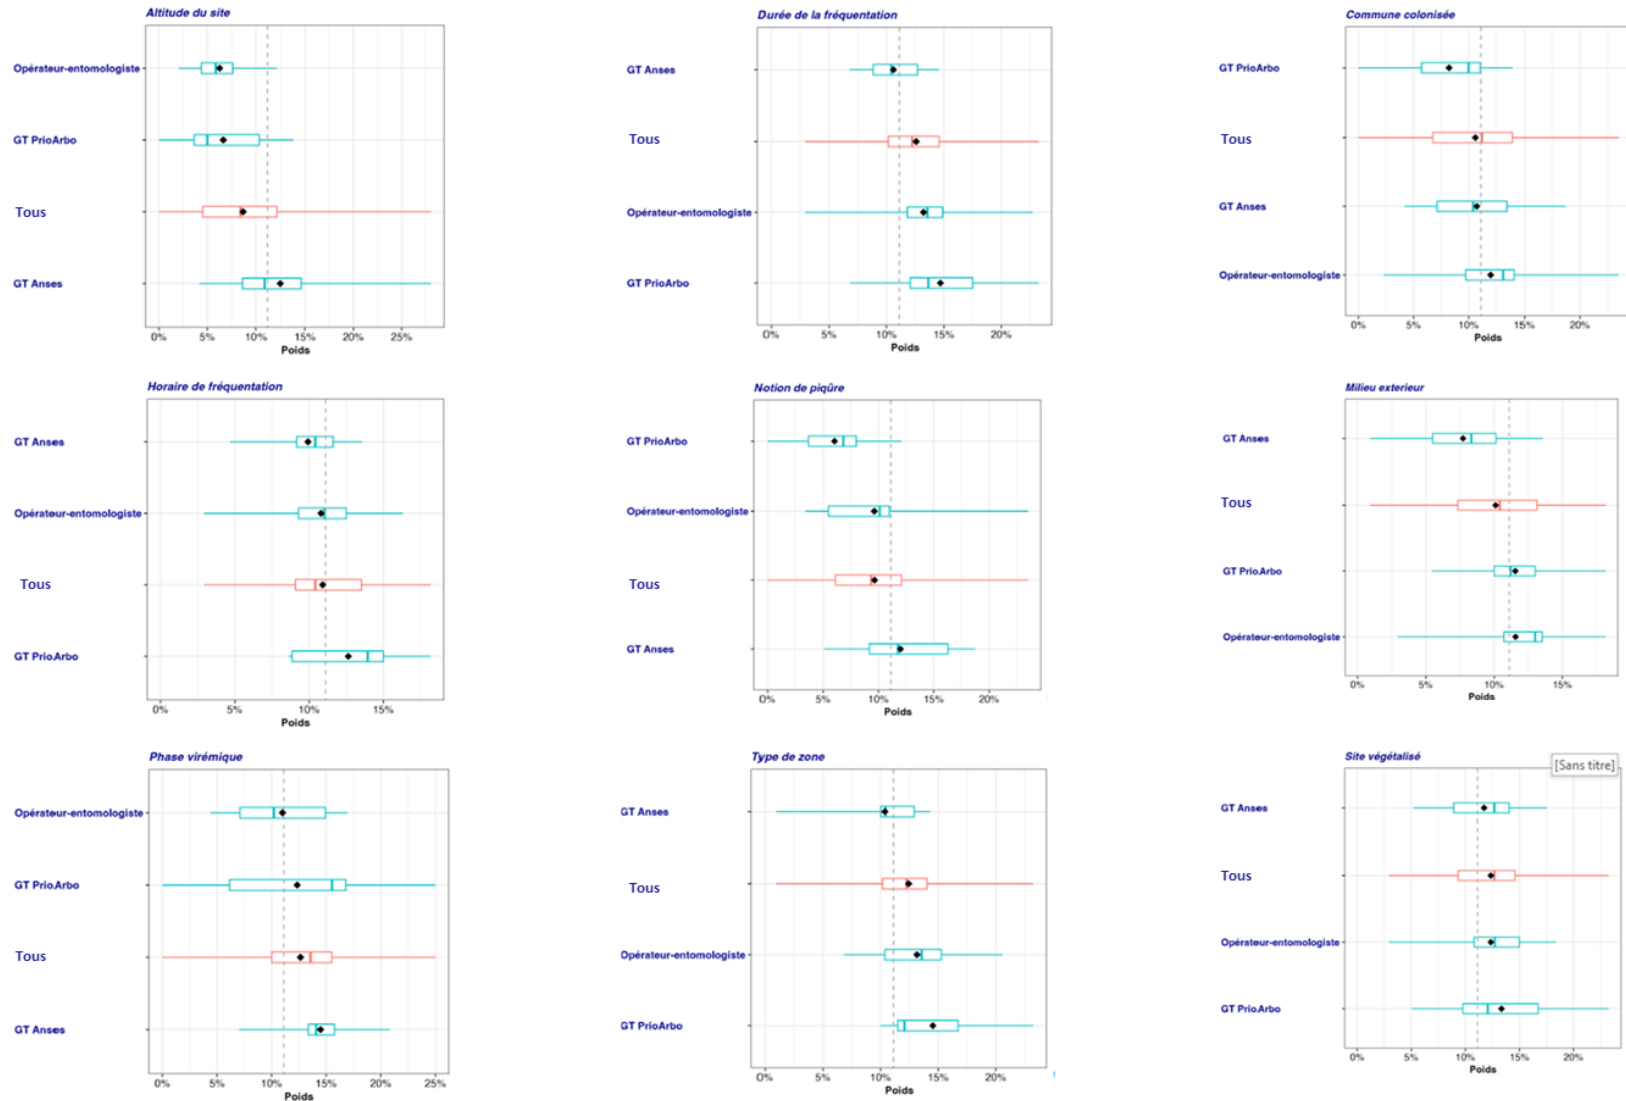 Altitude du site
Opérateur-entomologiste
GT PrioArbo
Tous
GT Anses
0% 5% 10% 15% 20% 25%
Poids
Durée de la fréquentation
GT Anses
Tous
Opérateur-entomologiste
GT PrioArbo
0% 5% 10% 15% 20%
Poids
Commune colonisée
GT PrioArbo
Tous
GT Anses
Opérateur-entomologiste
0% 5% 10% 15% 20%
Poids
Horaire de fréquentation
GT Anses
Opérateur-entomologiste
Tous
GT PrioArbo
0% 5% 10% 15%
Poids
Notion de piqûre
GT PrioArbo
Opérateur-entomologiste
Tous
GT Anses
0% 5% 10% 15% 20%
Poids
Milieu exterieur
GT Anses
Tous
GT PrioArbo
Opérateur-entomologiste
0% 5% 10% 15%
Poids
Phase virémique
Opérateur-entomologiste
GT PrioArbo
Tous
GT Anses
0% 5% 10% 15% 20% 25%
Poids
Type de zone
GT Anses
Tous
Opérateur-entomologiste
GT PrioArbo
0% 5% 10% 15% 20%
Poids
Site végétalisé
[Sans titre]
GT Anses
Tous
Opérateur-entomologiste
GT PrioArbo
0% 5% 10% 15% 20%
Poids